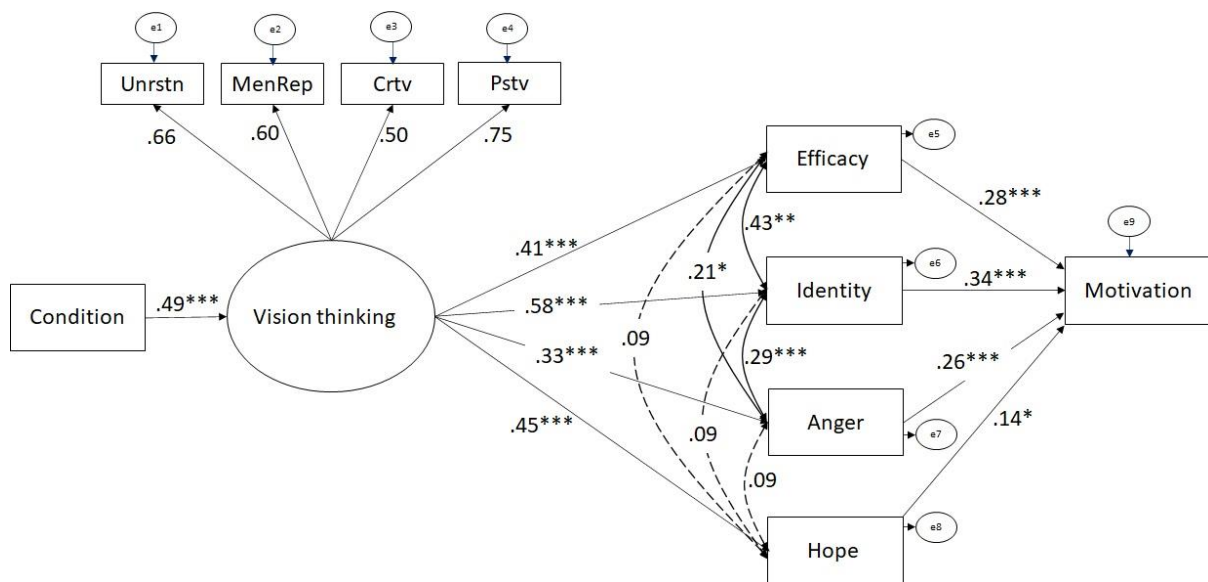 e1
e2
e3
e4
Unrstn
MenRep
Crtv
Pstv
.66
.60
.50
.75
Condition
.49***
Vision thinking
.41***
.58***
.33***
.45***
Efficacy
e5
.43**
.21*
.09
Identity
e6
.29***
.09
Anger
e7
.09
Hope
e8
.28***
.34***
.26***
.14*
e9
Motivation